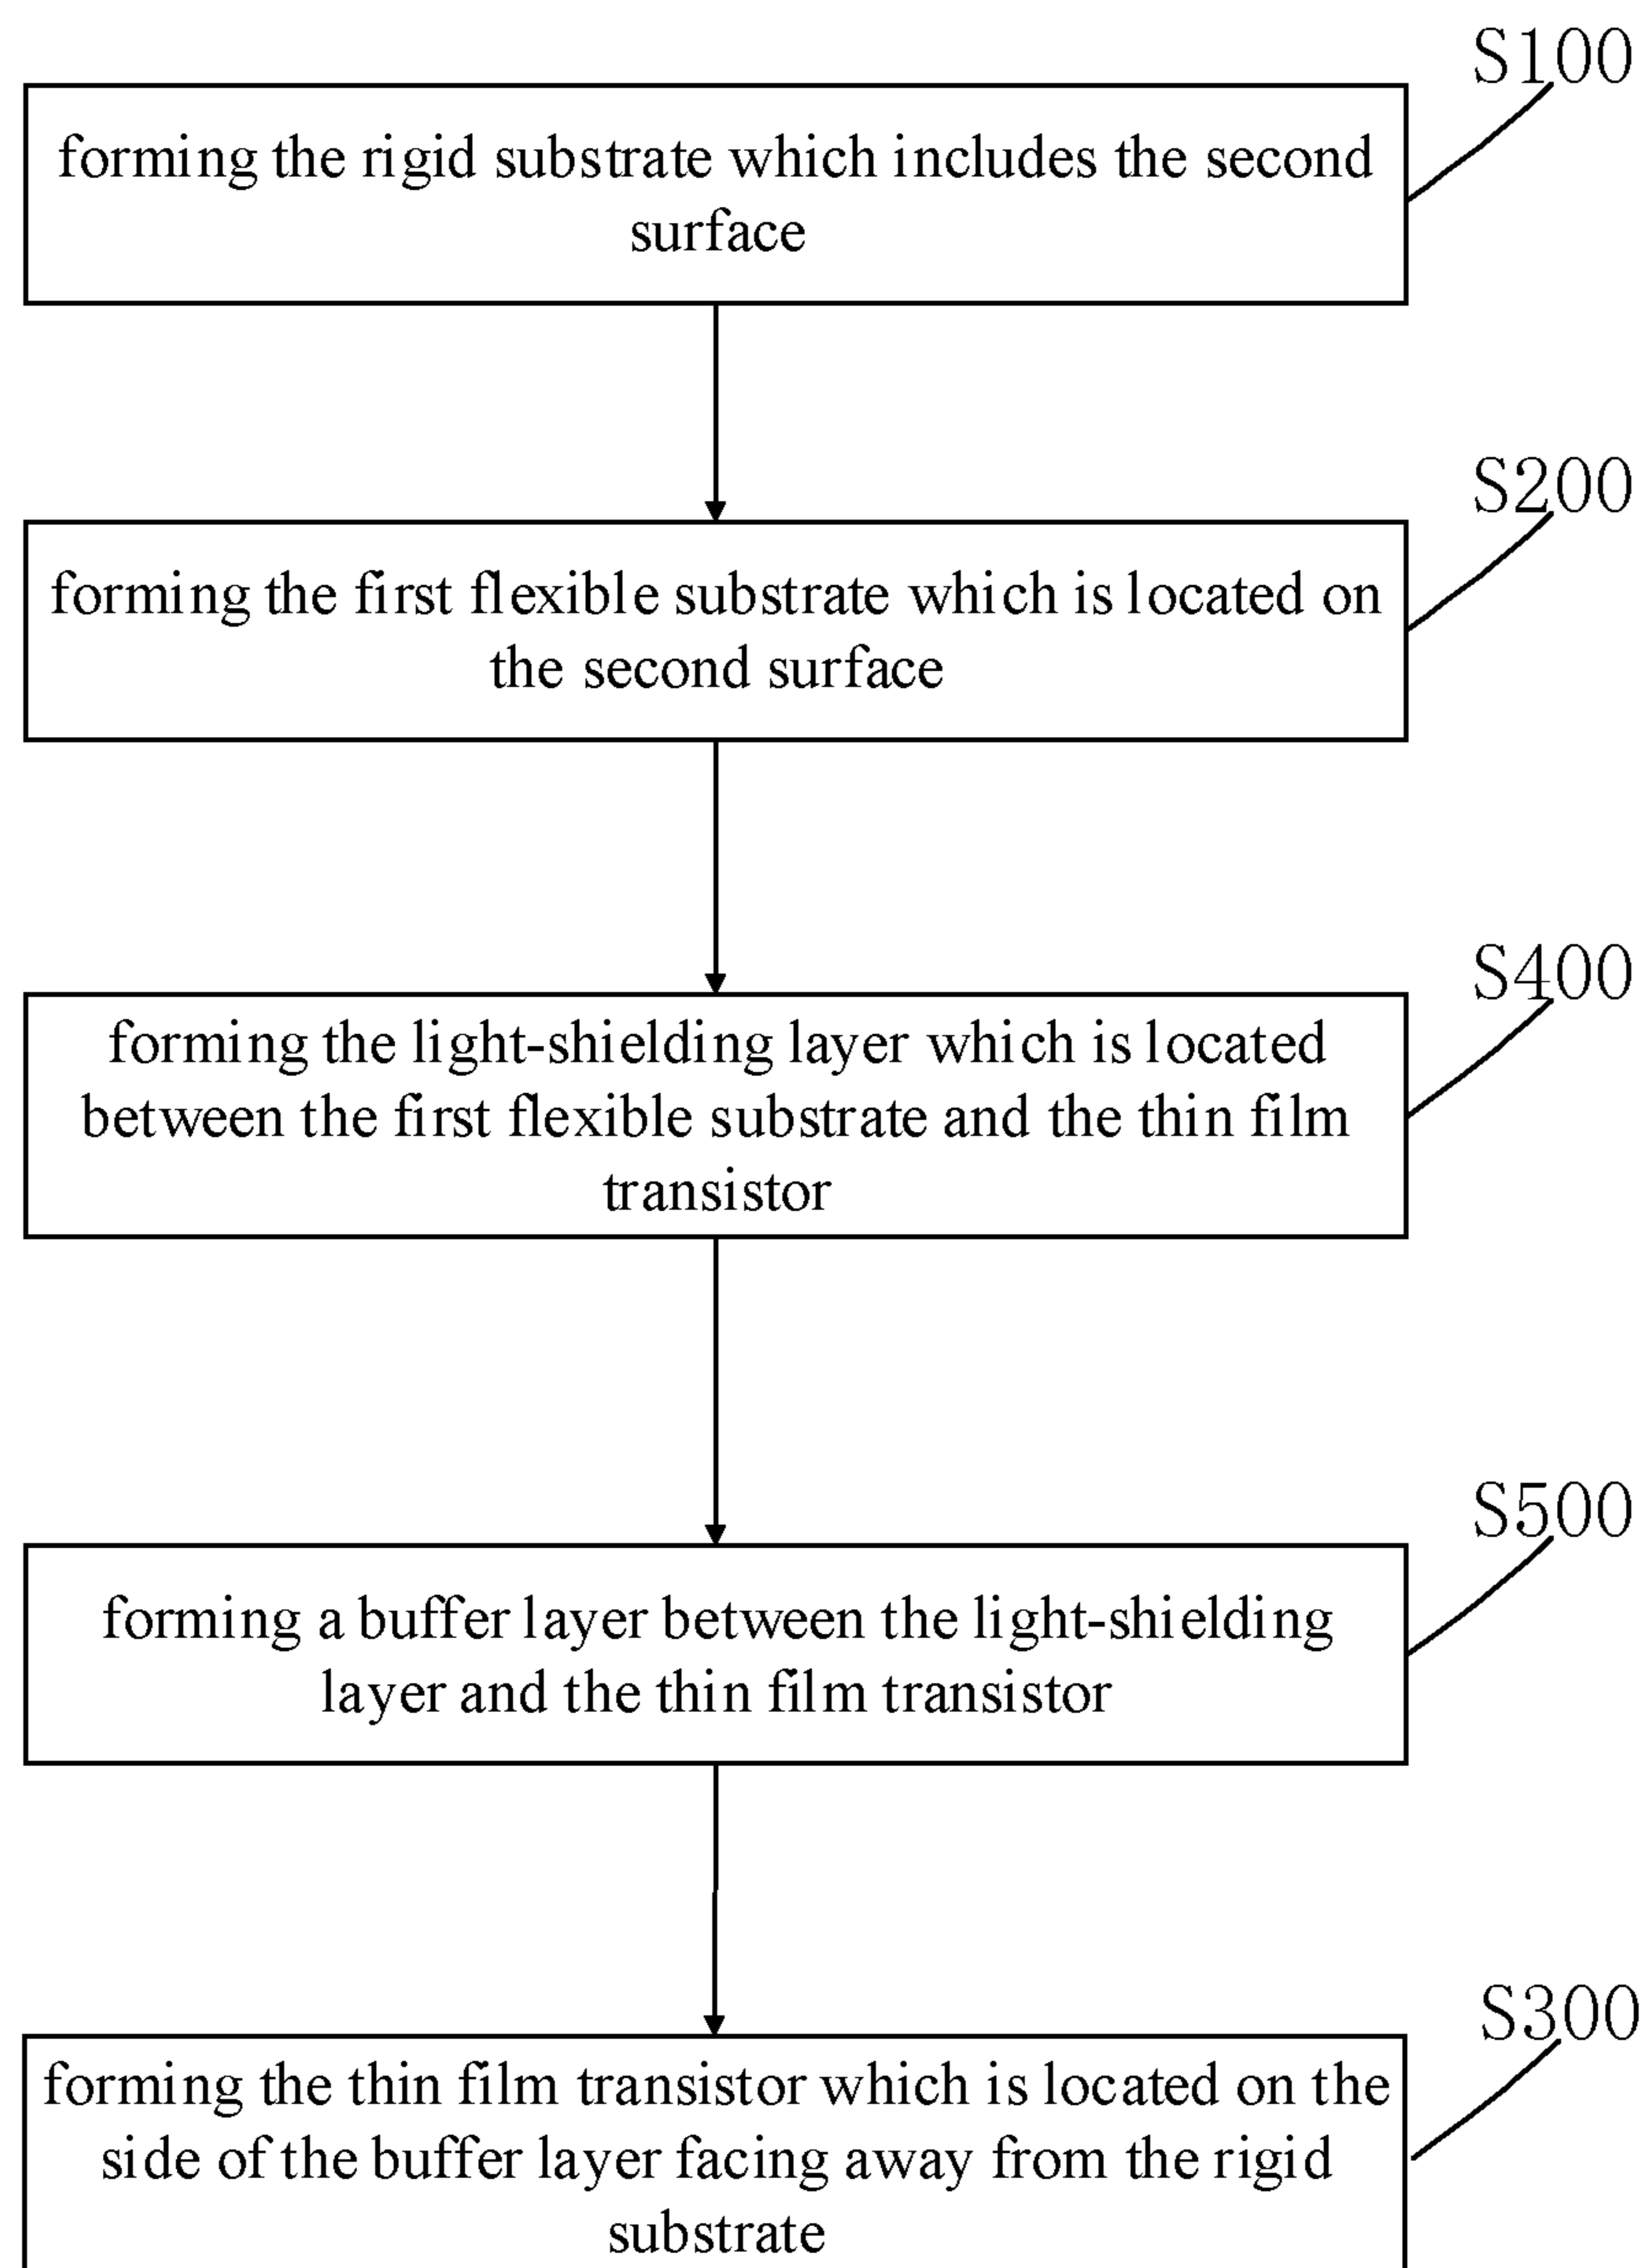 S100
forming the rigid substrate which includes the second
surface
S200
forming the first flexible substrate which is located on
the second surface
S400
forming the light-shielding layer which is located
between the first flexible substrate and the thin film
transistor
S500
forming a buffer layer between the light-shielding
layer and the thin film transistor
S300
forming the thin film transistor which is located on the
side of the buffer layer facing away from the rigid
substrate